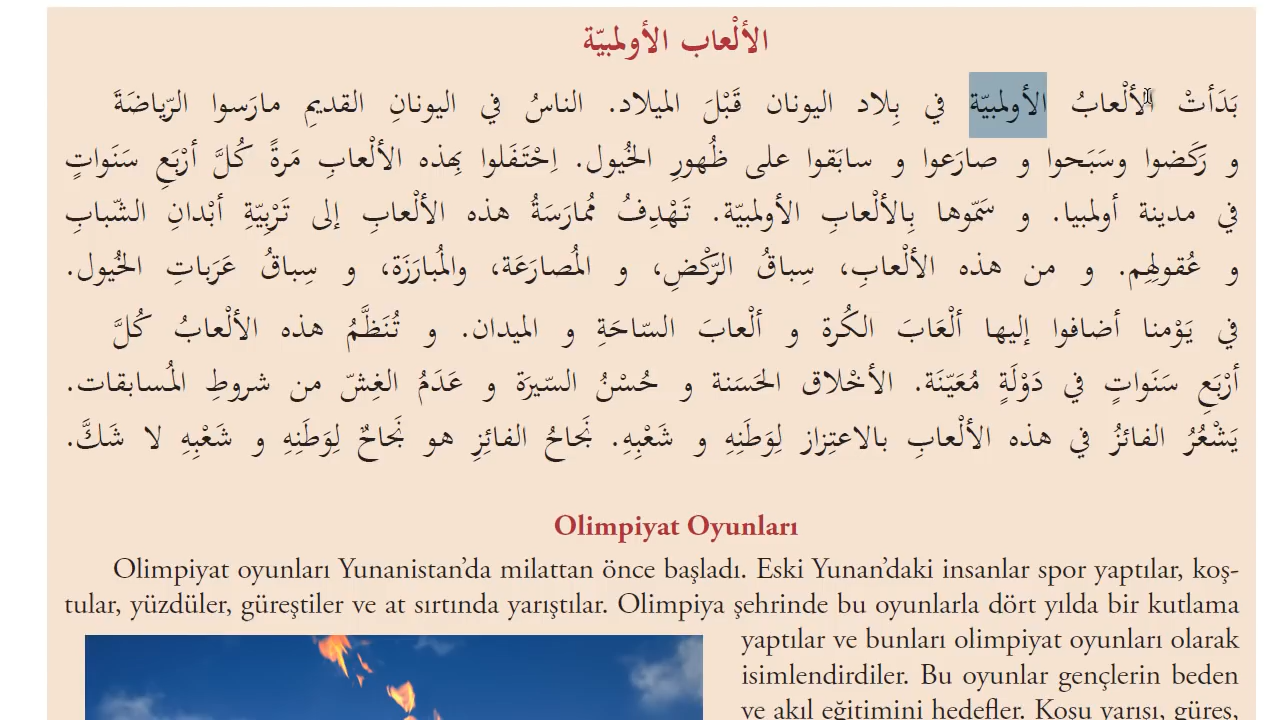 الألْعاب الأولمبيّة
بَدَأتْ الألْعابُ الأولمبيّة في بِلاد اليونان قَبْلَ الميلاد. الناسُ في اليونانِ القديمِ مارَسوا الرّياضَةَ
و رَكَضوا وسَبَحوا و صارَعوا و سابَقوا على ظُهورِ الخُيول. اِحْتَفَلوا بِهذه الألْعابِ مَرةً كُلَّ أرْبَعِ سَنَواتٍ
في مدينة أولمبيا. و سَمّوها بِالألْعابِ الأولمبيّة. تَهْدِفُ مُمارَسَةُ هذه الألْعابِ إلى تَرْبِيّةِ أبْدانِ الشّبابِ
و عُقولِهِم. و من هذه الألْعابِ، سِباقُ الرّكْضِ، و المُصارَعَة، والمُبارَزَة، و سِباقُ عَرَباتِ الخُيول.
في يَوْمنا أضافوا إليها ألْعَابَ الكُرة و ألْعابَ السّاحَةِ و الميدان. و تُنَظَّمُ هذه الألْعابُ كُلَّ
أرْبَعِ سَنَواتٍ في دَوْلَةٍ مُعَيّنَة. الأخْلاق الحَسَنة و حُسْنُ السّيرَة و عَدَمُ الغِشّ من شروطِ المُسابقات.
يَشْعُرُ الفائزُ في هذه الألْعابِ بالاعتِزاز لِوَطَنِهِ و شَعْبِهِ. نَجاحُ الفائِزِ هو نَجاحٌ لِوَطَنِهِ و شَعْبِهِ لا شَكَّ.
Olimpiyat Oyunları
Olimpiyat oyunları Yunanistan’da milattan önce başladı. Eski Yunan’daki insanlar spor yaptılar, koş-
tular, yüzdüler, güreştiler ve at sırtında yarıştılar. Olimpiya şehrinde bu oyunlarla dört yılda bir kutlama
yaptılar ve bunları olimpiyat oyunları olarak
isimlendirdiler. Bu oyunlar gençlerin beden
ve akıl eğitimini hedefler. Koşu yarışı, güreş,